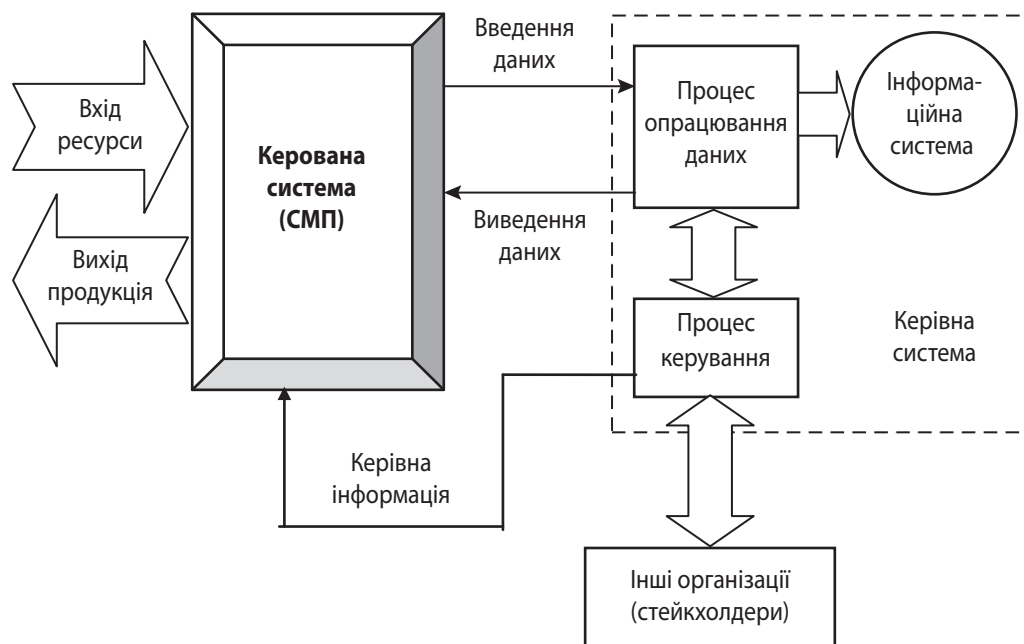 Вхід
ресурси
Вихід
продукція
Керована
система
(СМП)
Введення
даних
Виведення
даних
Процес
опрацювання
даних
Інформа-
ційна
система
Процес
керування
Керівна
система
Керівна
інформація
Інші організації
(стейкхолдери)